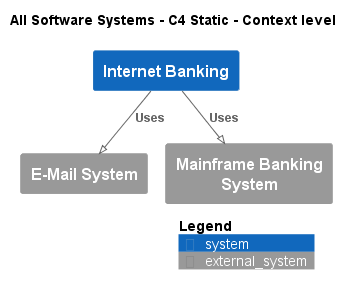 All Software Systems - C4 Static - Context level
Internet Banking
Uses
Uses
E-Mail System
Mainframe Banking
System
Legend
system
external_system